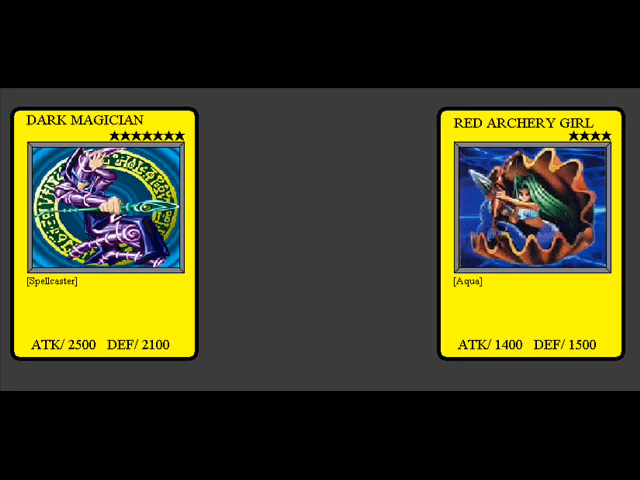 DARK MAGICIAN
★★★★★★★
[Spellcaster]
ATK/ 2500 DEF/ 2100
RED ARCHERY GIRL
★★★★
[Aqua]
ATK/ 1400 DEF/ 1500